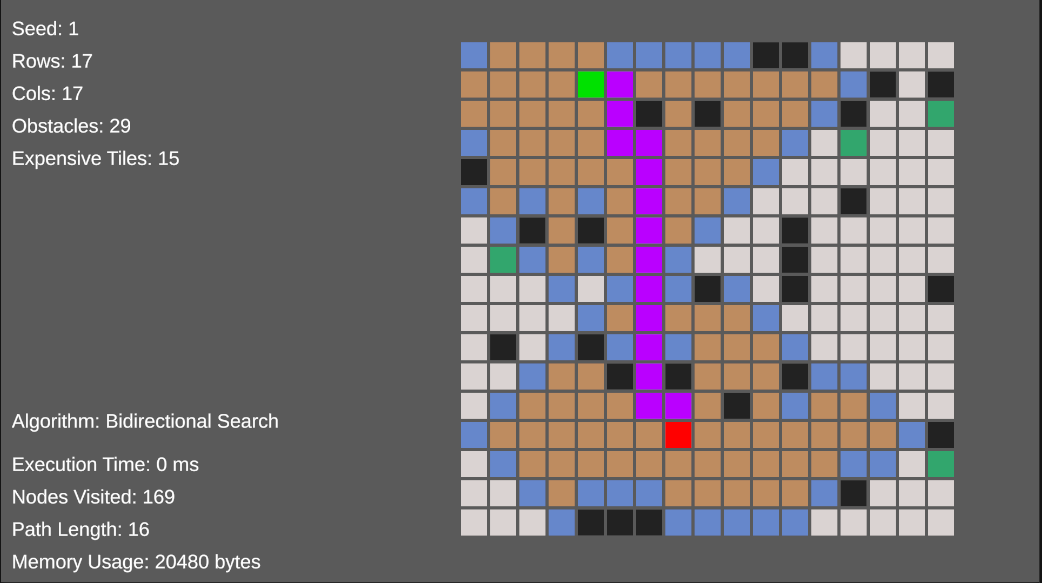 Seed: 1
Rows: 17
Cols: 17
Obstacles: 29
Expensive Tiles: 15
Algorithm: Bidirectional Search
Execution Time: 0 ms
Nodes Visited: 169
Path Length: 16
Memory Usage: 20480 bytes